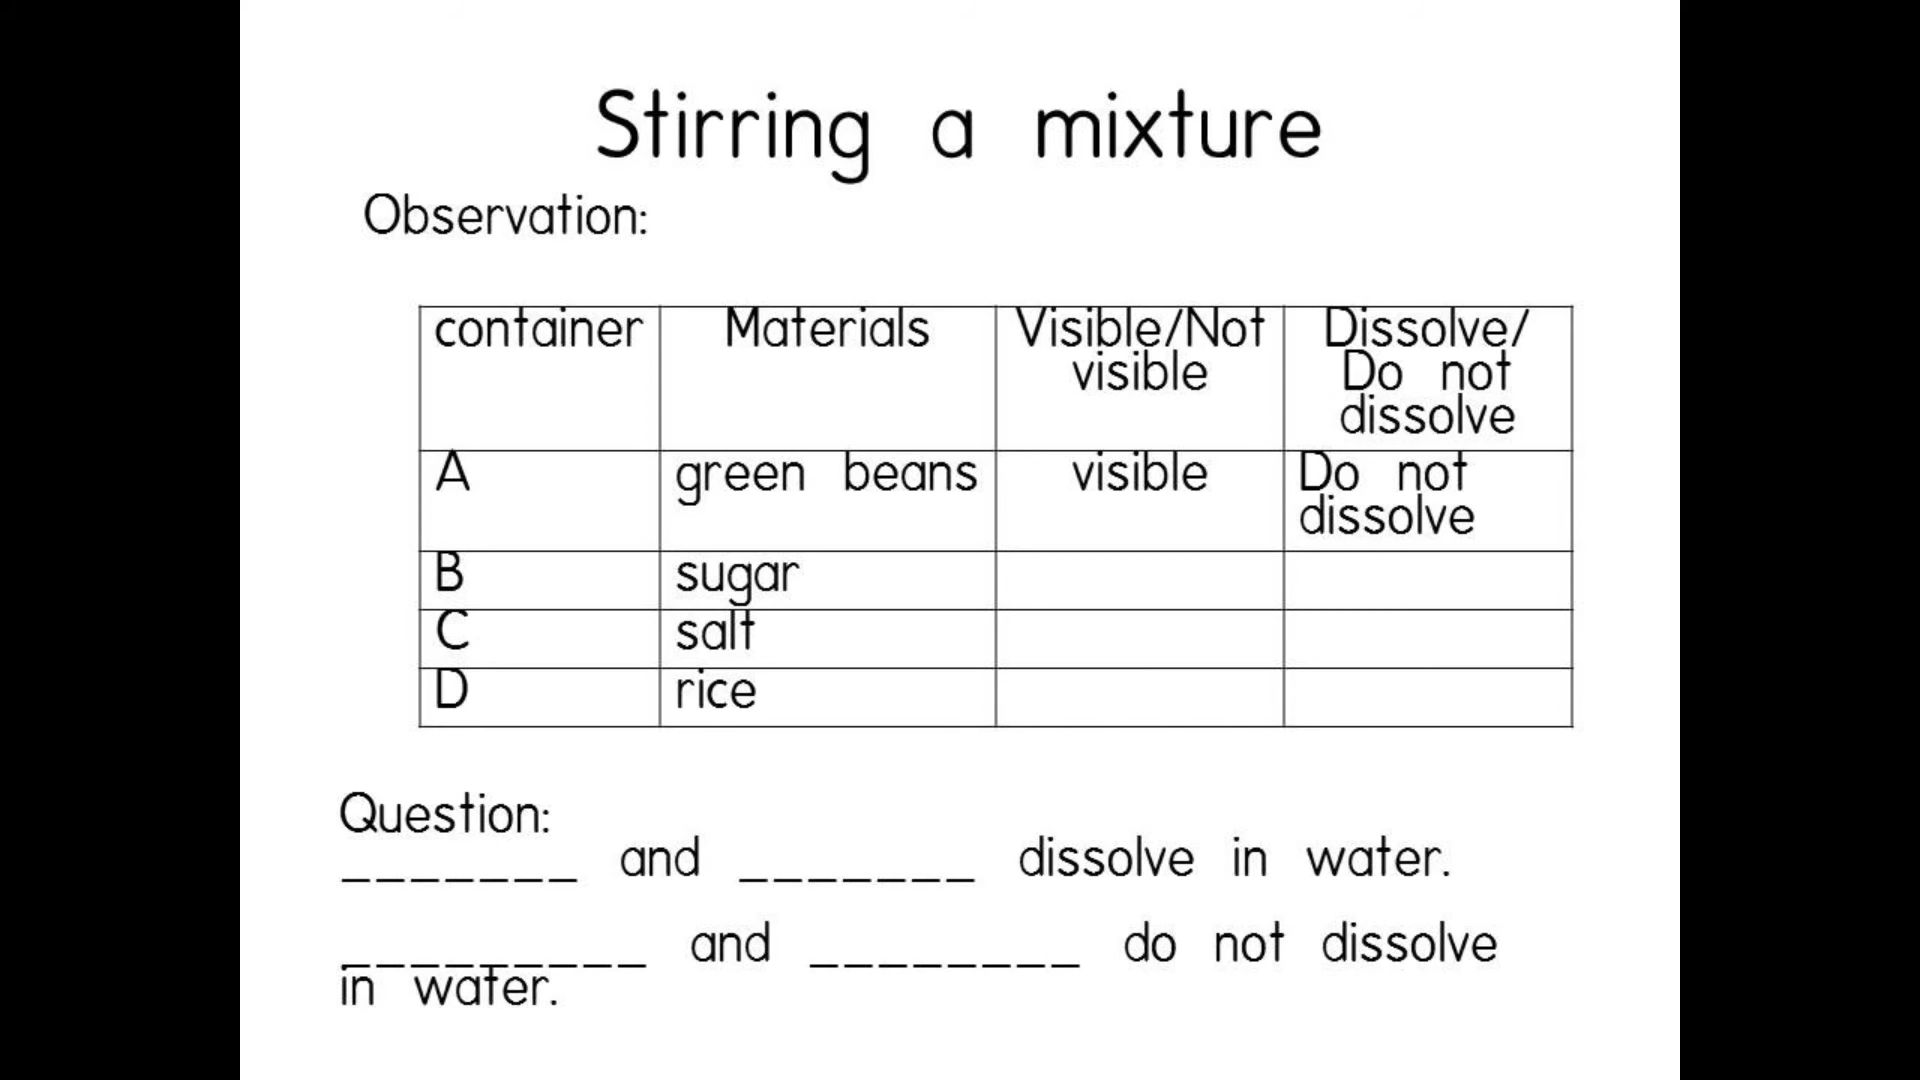 Stirring a mixture
Observation:
container Materials Visible/Not visible Dissolve/ Do not dissolve
A green beans visible Do not dissolve
B sugar
C salt
D rice
Question:
_______ and _______ dissolve in water.
_________ and ________ do not dissolve
in water.